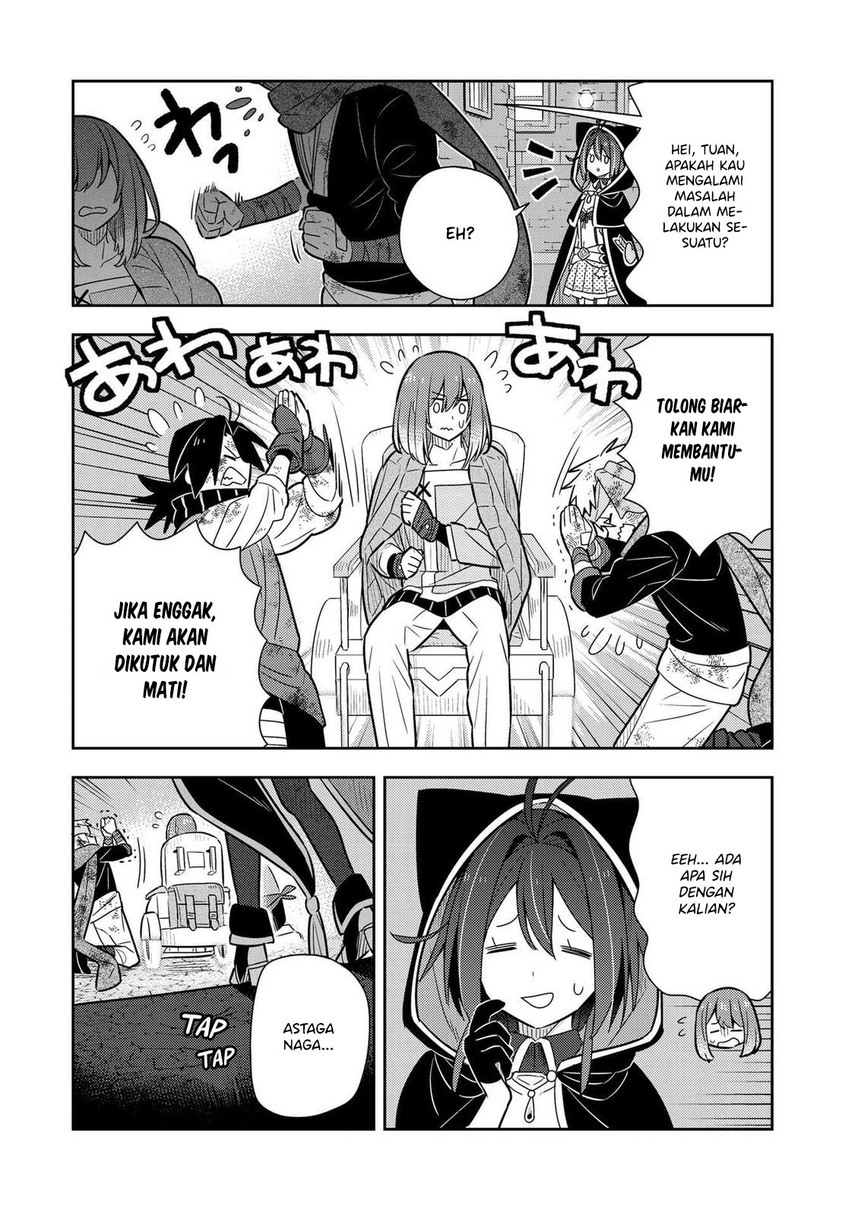 HEI, TUAN,
APAKAH KAU
MENGALAMI
MASALAH
DALAM ME-
LAKUKAN SE-
SUATU?
わっ
EH?
あわ
あわ
あわ
TOLONG BIAR-
KAN KAMI
MEMBANTU-
MU!
JIKA ENGGAK,
KAMI AKAN
DIKUTUK DAN
MATI!
EEH... ADA
APA SIH
DENGAN
KALIAN?
TAP
TAP
ASTAGA
NAGA...